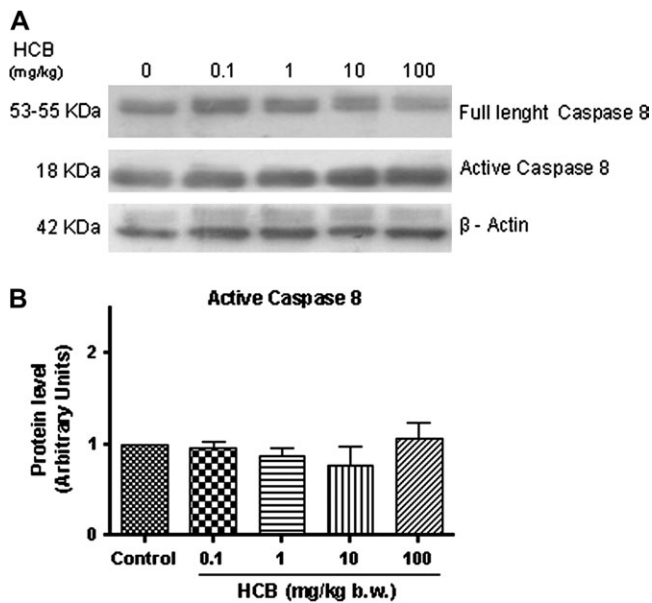 A
HCB
(mg/kg)
0 0.1 1 10 100
53-55 KDa
Full lenght Caspase 8
18 KDa
Active Caspase 8
42 KDa
β - Actin
B
Active Caspase 8
Protein level
(Arbitrary Units)
2
1
0
Control 0.1 1 10 100
HCB (mg/kg b.w.)